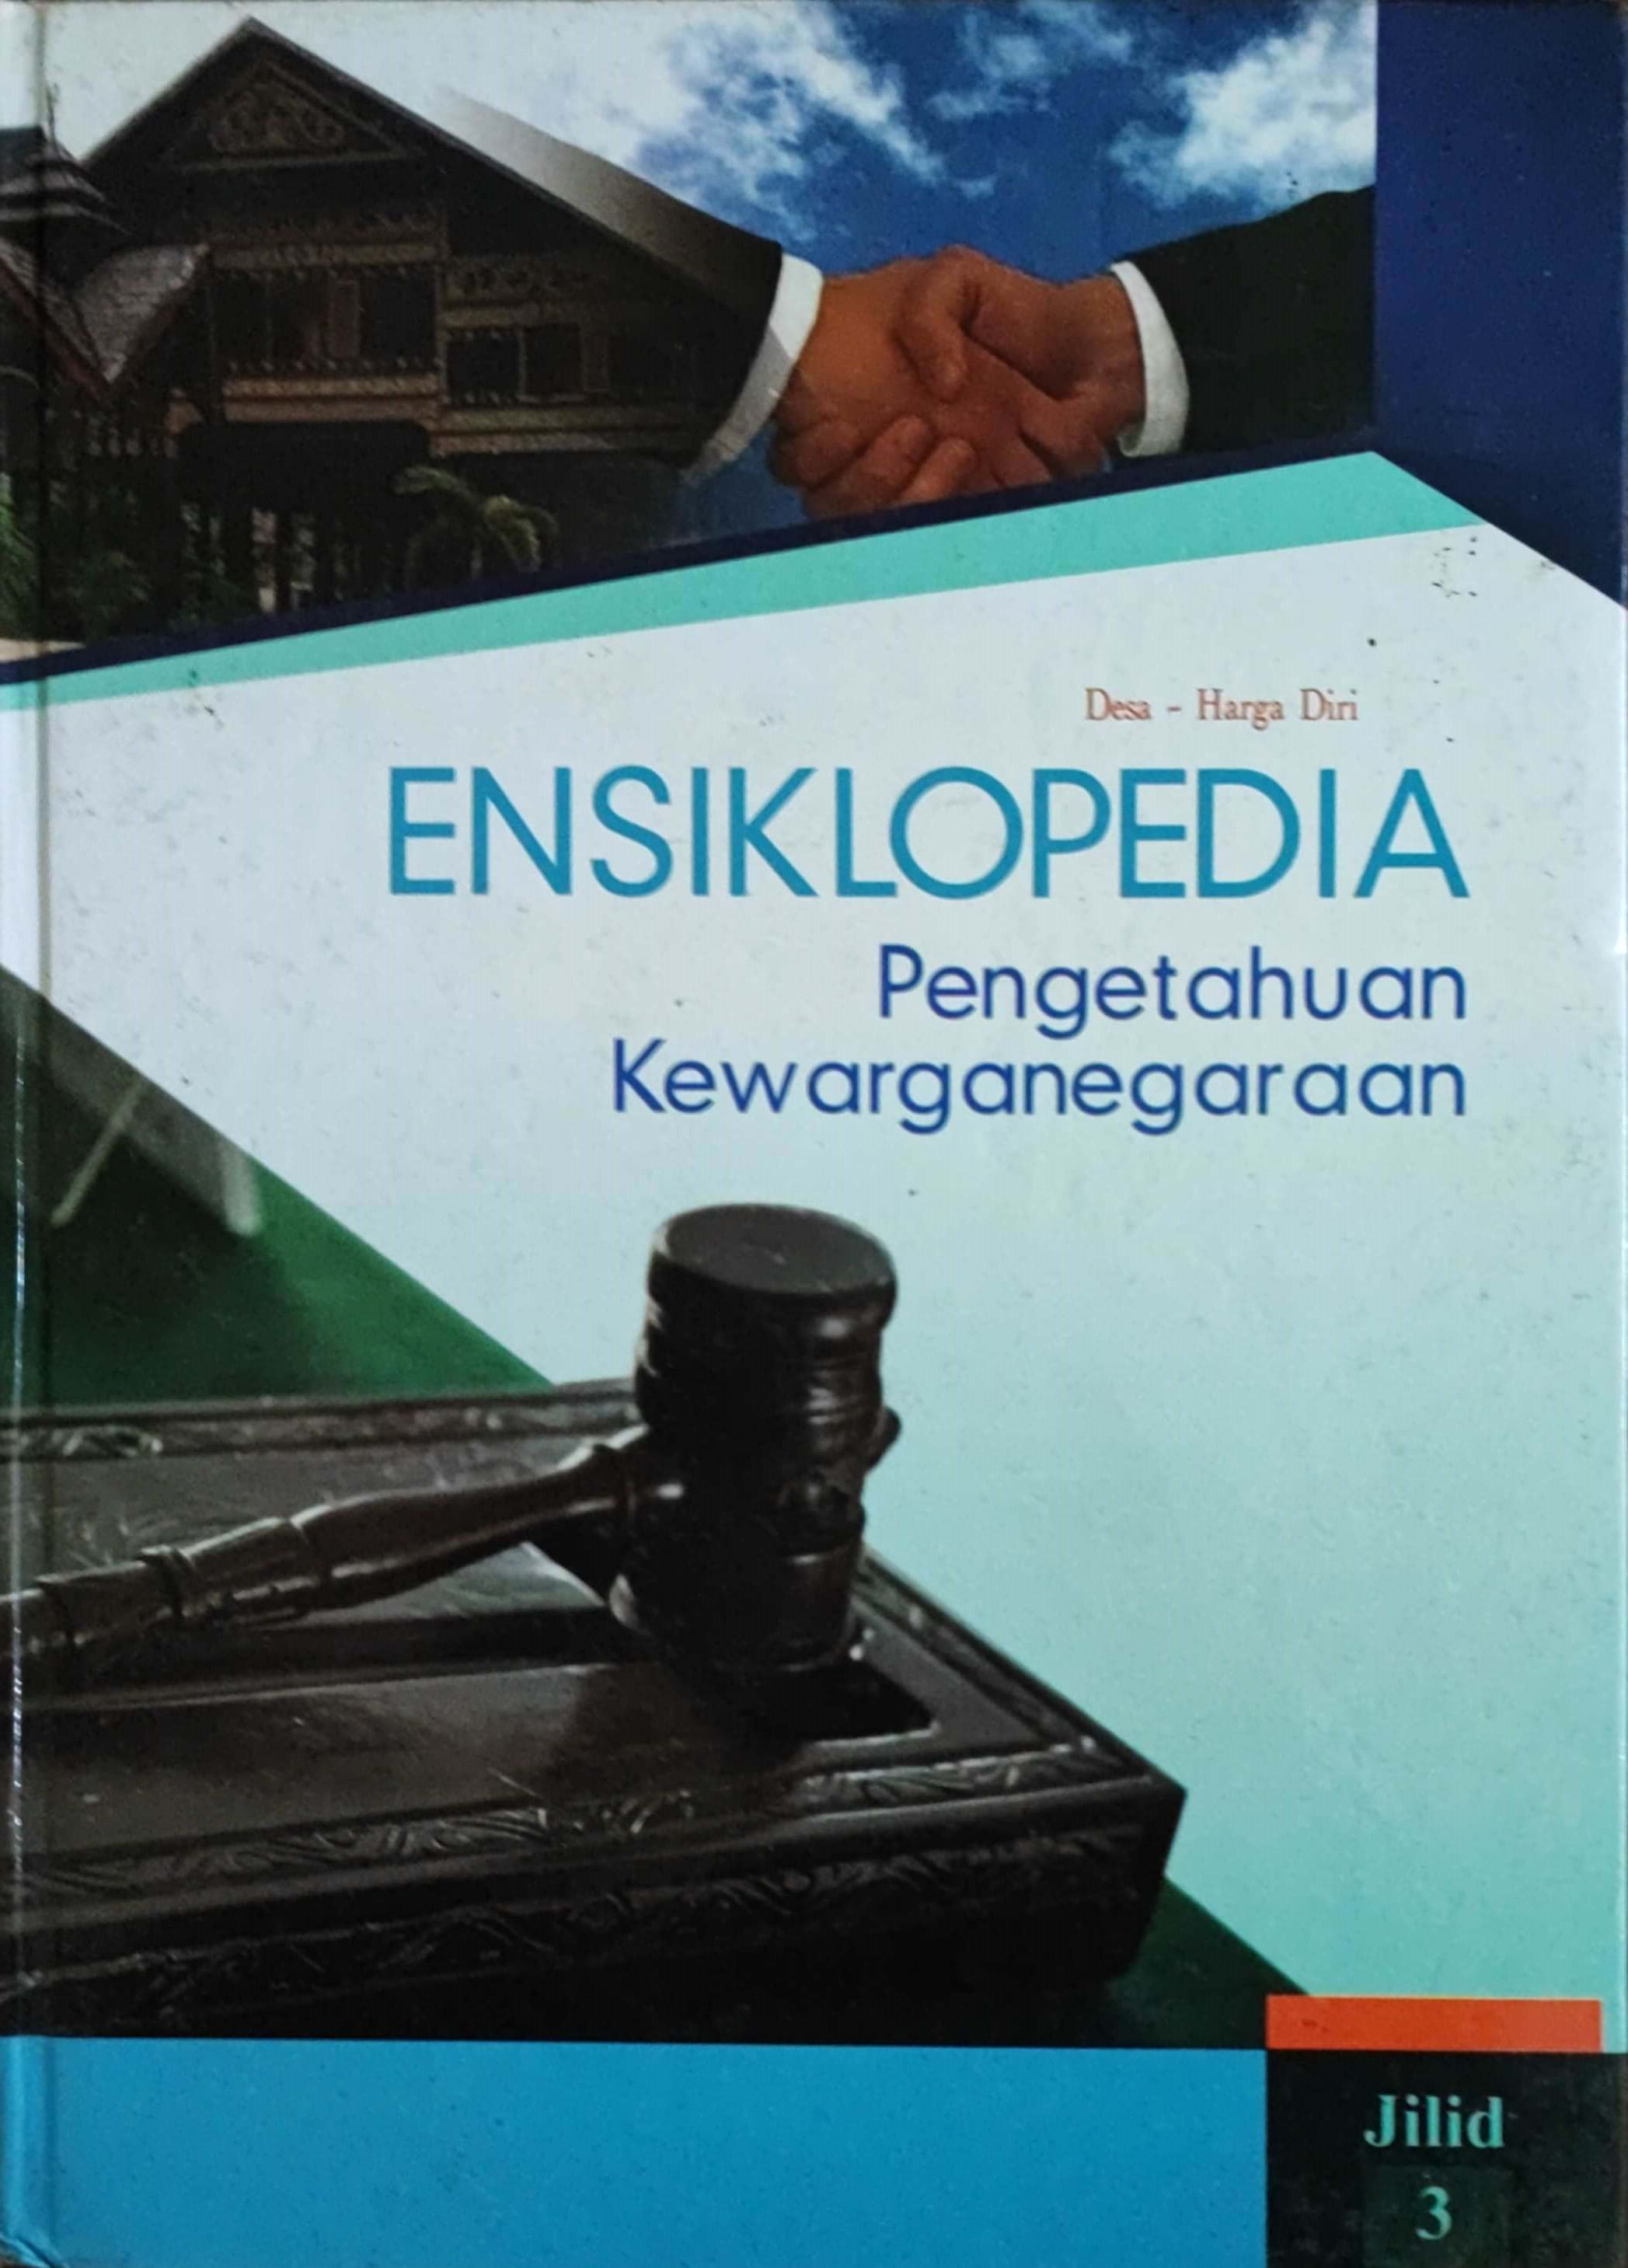 Desa - Harga Diri
ENSIKLOPEDIA
Pengetahuan
Kewarganegaraan
Jilid
3